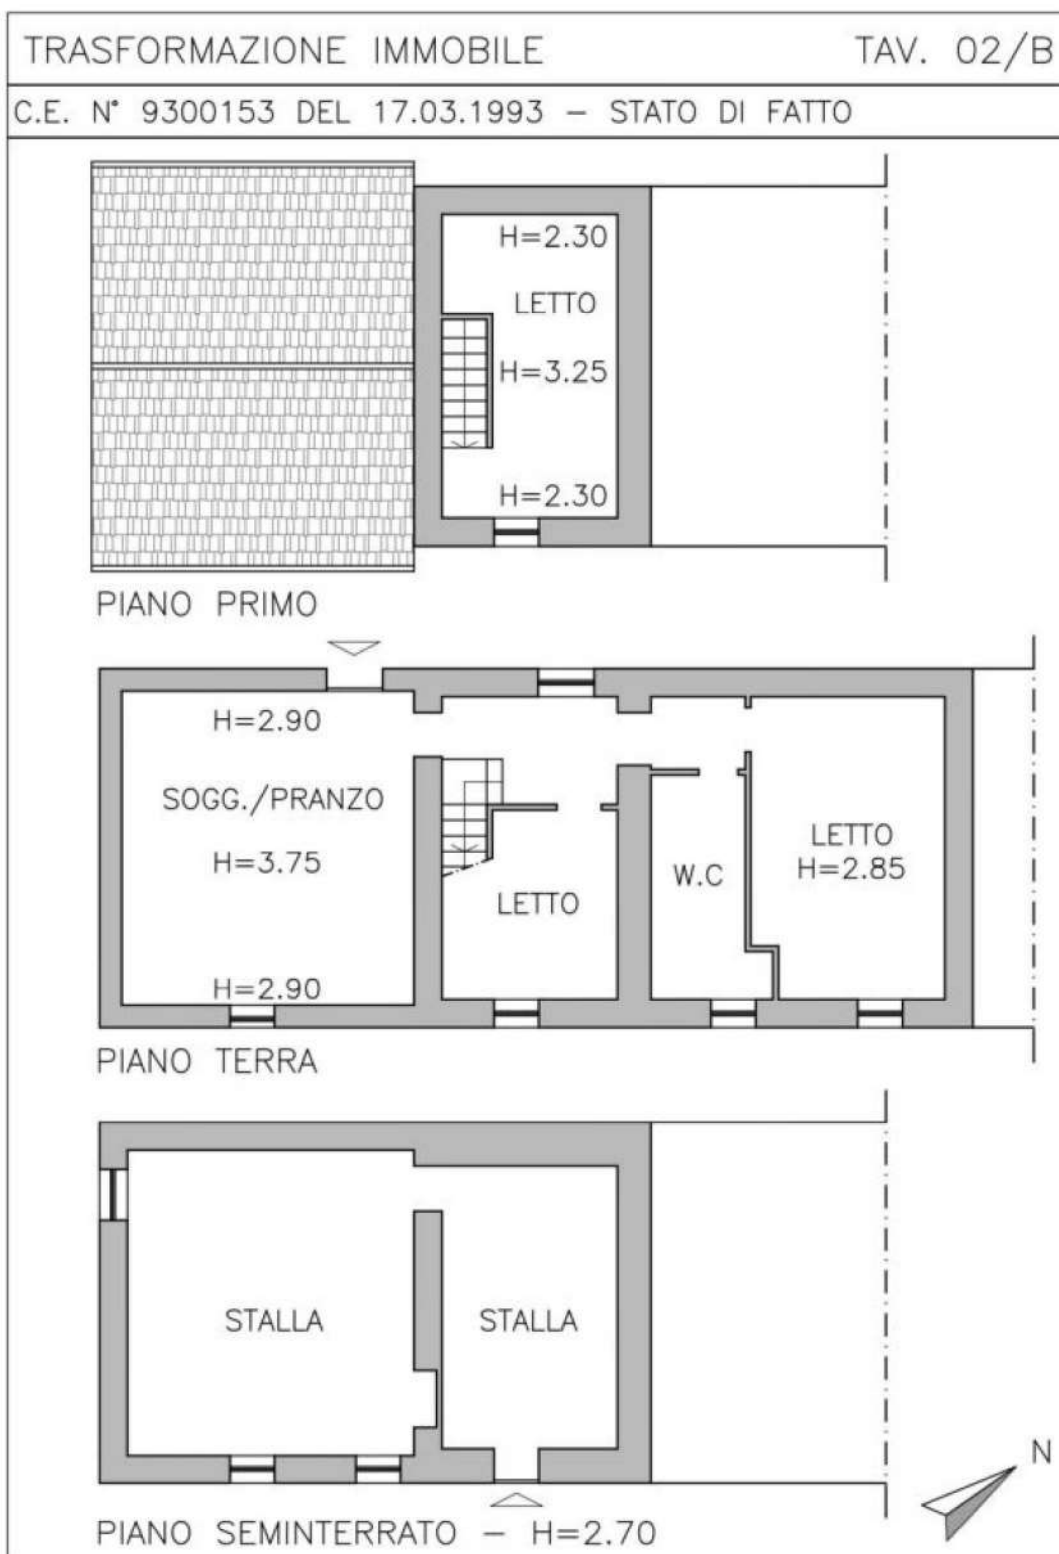 TRASFORMAZIONE IMMOBILE TAV. 02/B
C.E. N° 9300153 DEL 17.03.1993 – STATO DI FATTO
H=2.30
LETTO
H=3.25
H=2.30
PIANO PRIMO
H=2.90
SOGG./PRANZO
H=3.75
H=2.90
LETTO
W.C
LETTO
H=2.85
PIANO TERRA
STALLA
STALLA
N
PIANO SEMINTERRATO – H=2.70